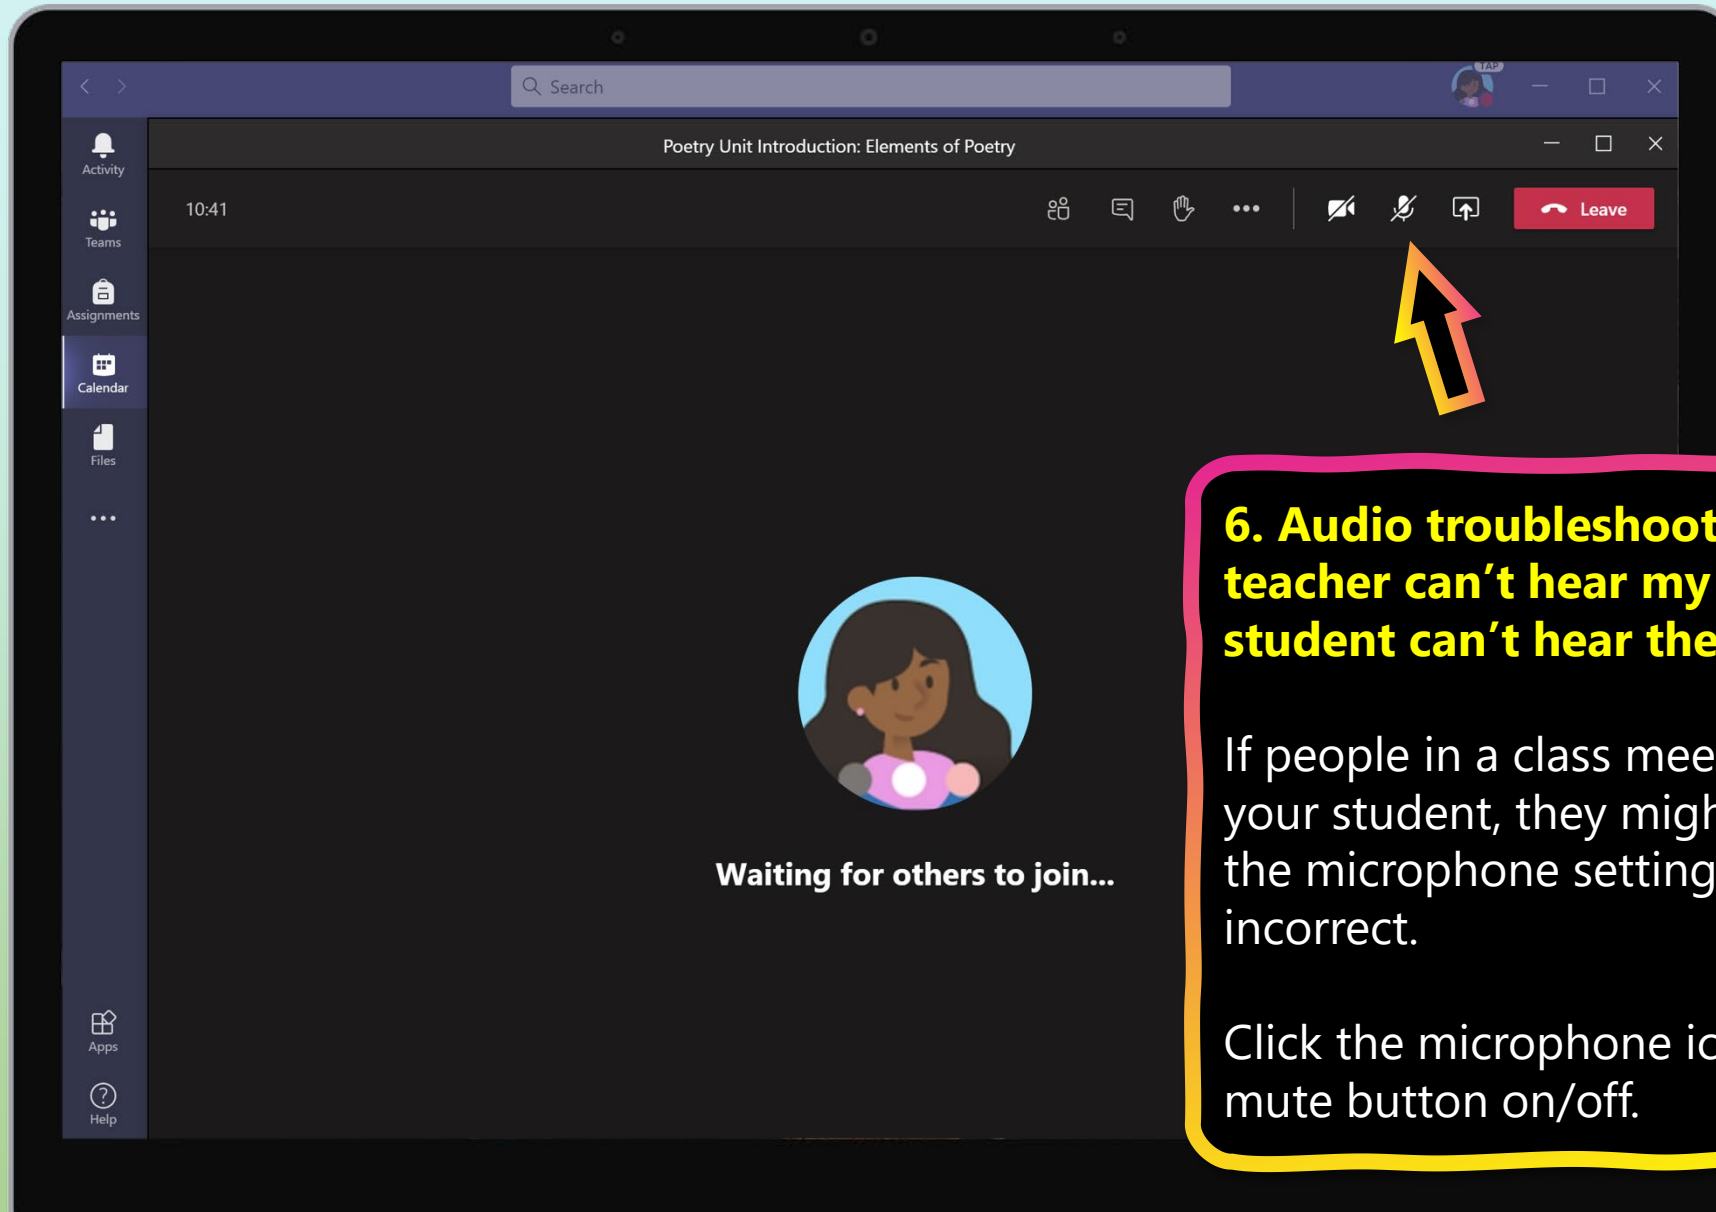 Search
TAP
Poetry Unit Introduction: Elements of Poetry
Activity
10:41
Leave
Teams
Assignments
Calendar
Files
Waiting for others to join...
Apps
Help
6. Audio troubleshoot
teacher can’t hear my
student can’t hear the
If people in a class mee
your student, they migh
the microphone setting
incorrect.
Click the microphone ic
mute button on/off.